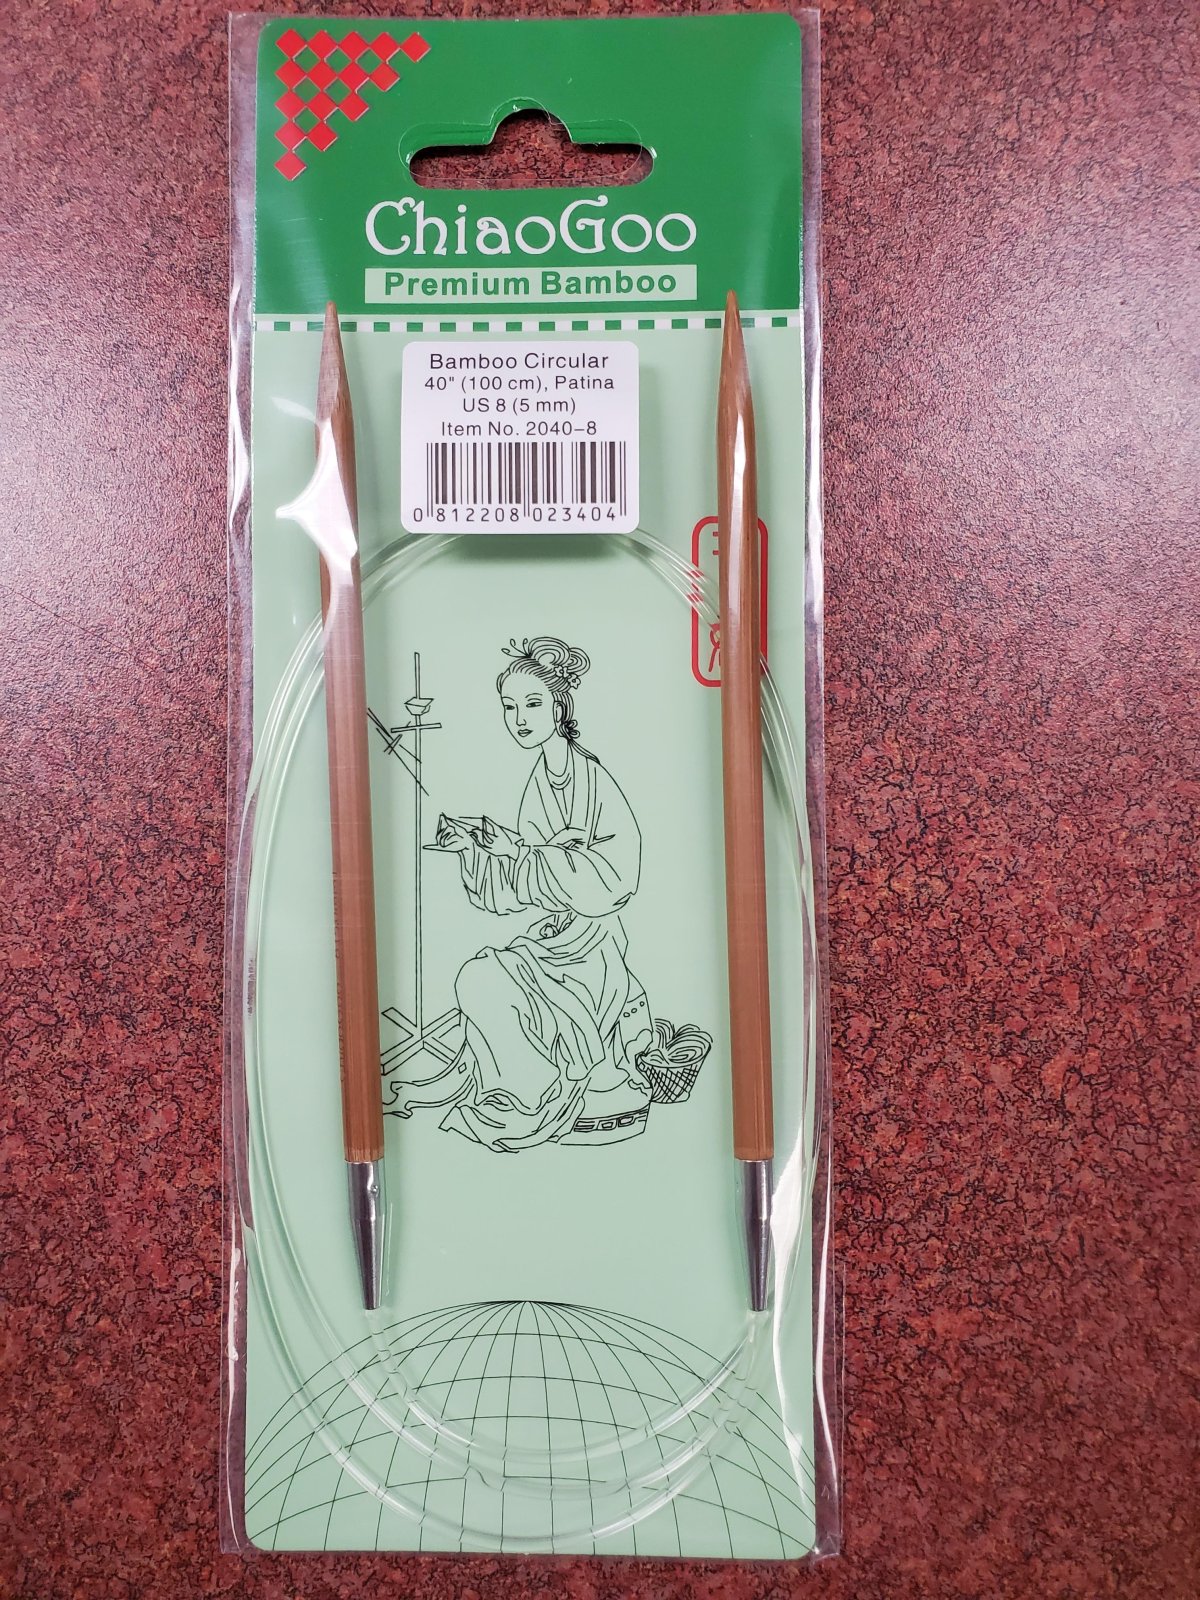 ChiaoGoo
Premium Bamboo
Bamboo Circular
40" (100 cm), Patina
US 8 (5 mm)
Item No. 2040-8
0 812208 023404